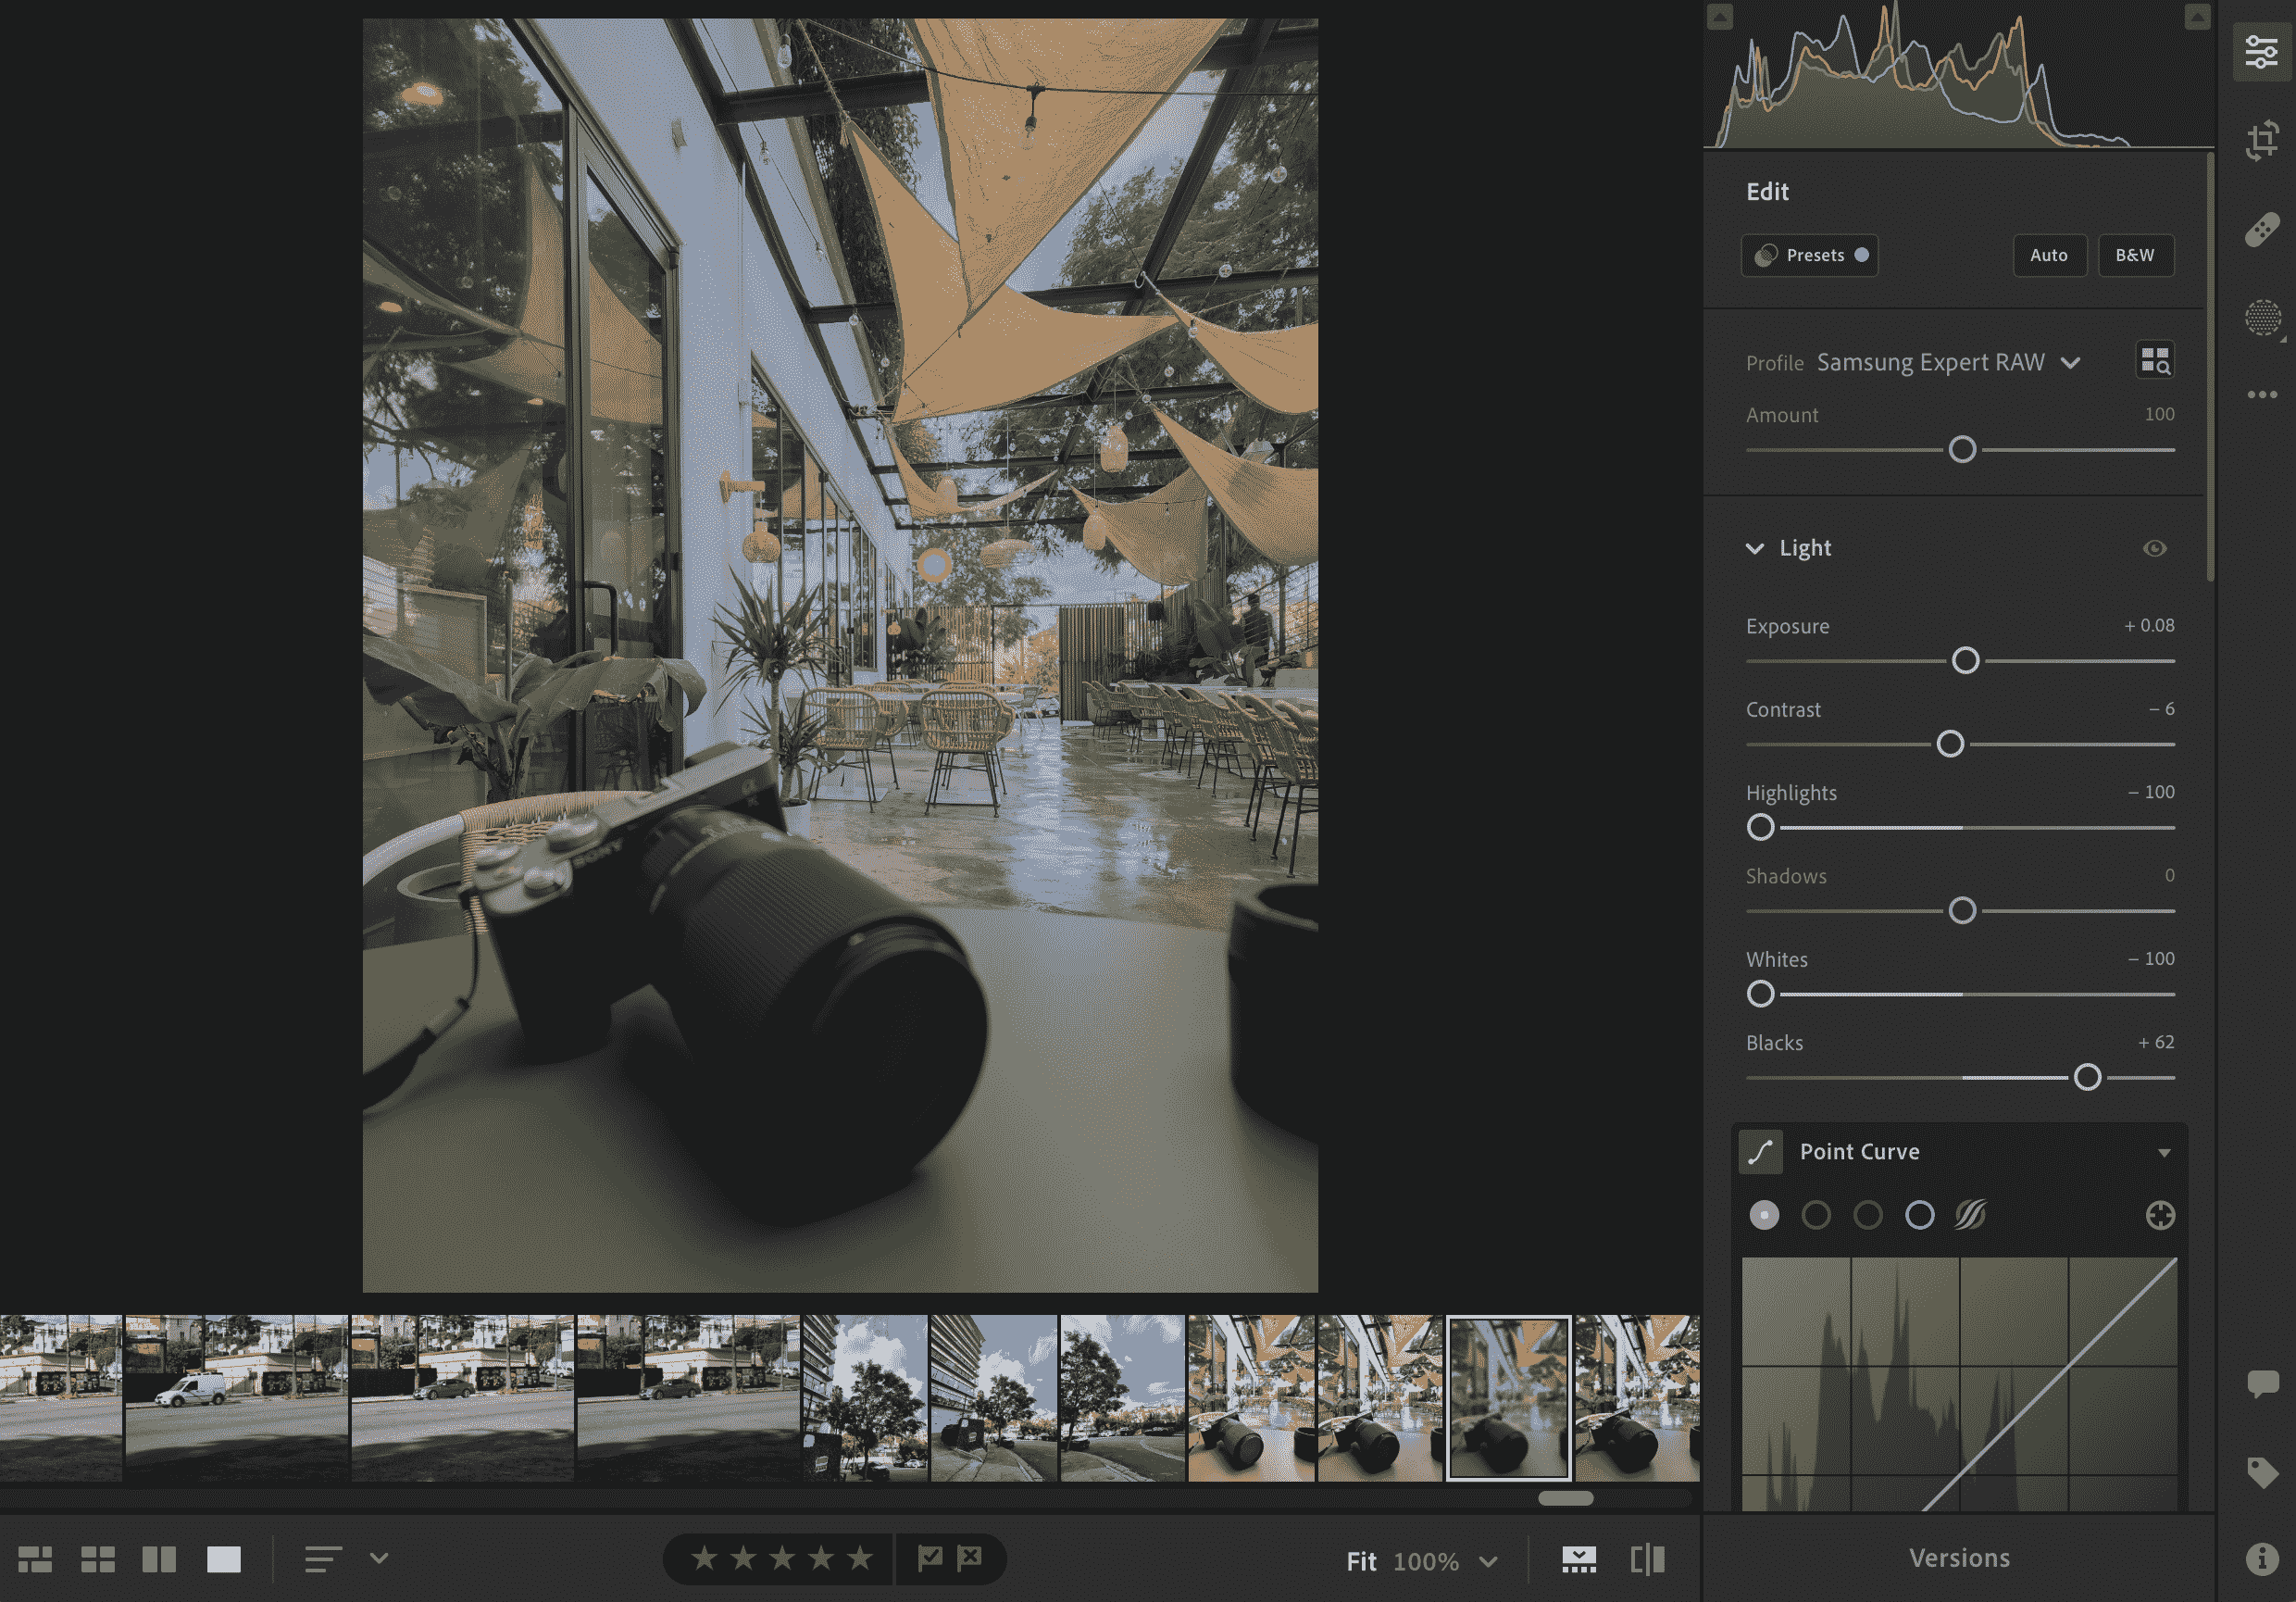 SONY
Edit
Presets
Auto
B&W
Profile Samsung Expert RAW
Amount 100
Light
Exposure + 0.08
Contrast – 6
Highlights – 100
Shadows 0
Whites – 100
Blacks + 62
Point Curve
Fit 100%
Versions